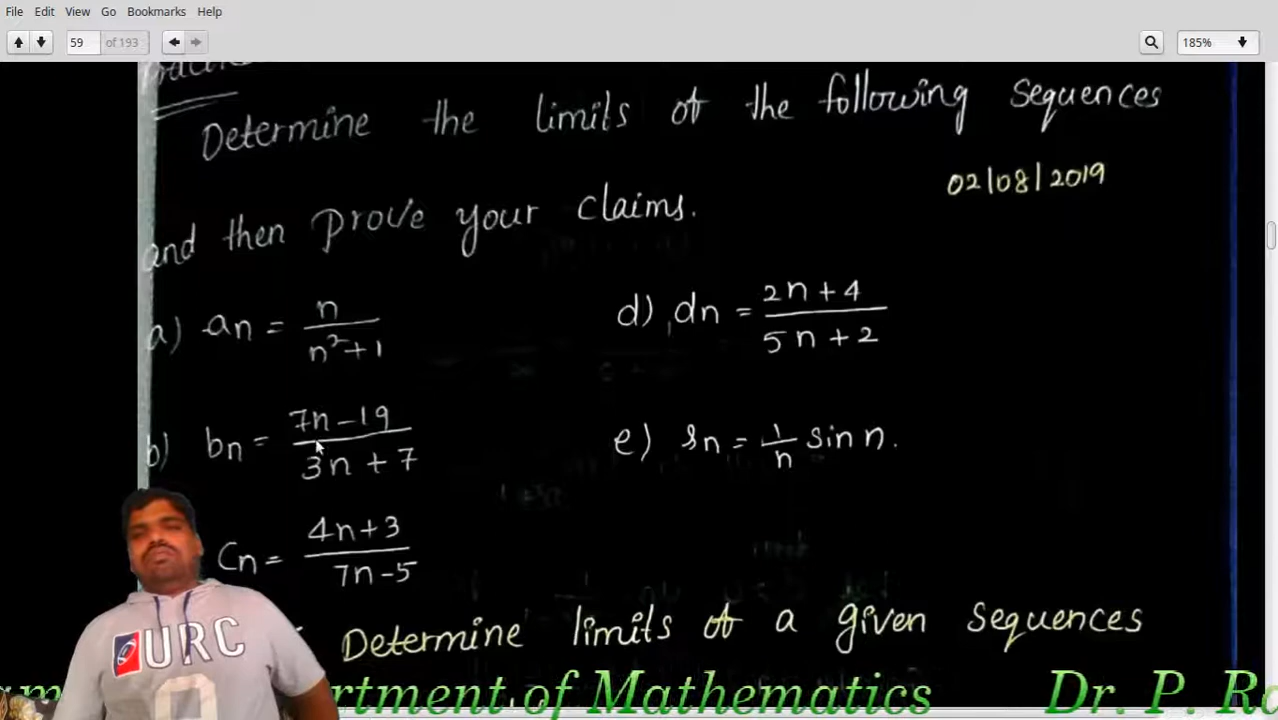 File Edit View Go Bookmarks Help
59 of 193 185%
Determine the limits of the following sequences
02/08/2019
and then prove your claims.
a) an = n / n²+1
d) dn = 2n+4 / 5n+2
b) bn = 7n-19 / 3n+7
e) sn = 1/n sin n.
cn = 4n+3 / 7n-5
Determine limits of a given sequences
URC
rtment of Mathematics Dr. P. Ra